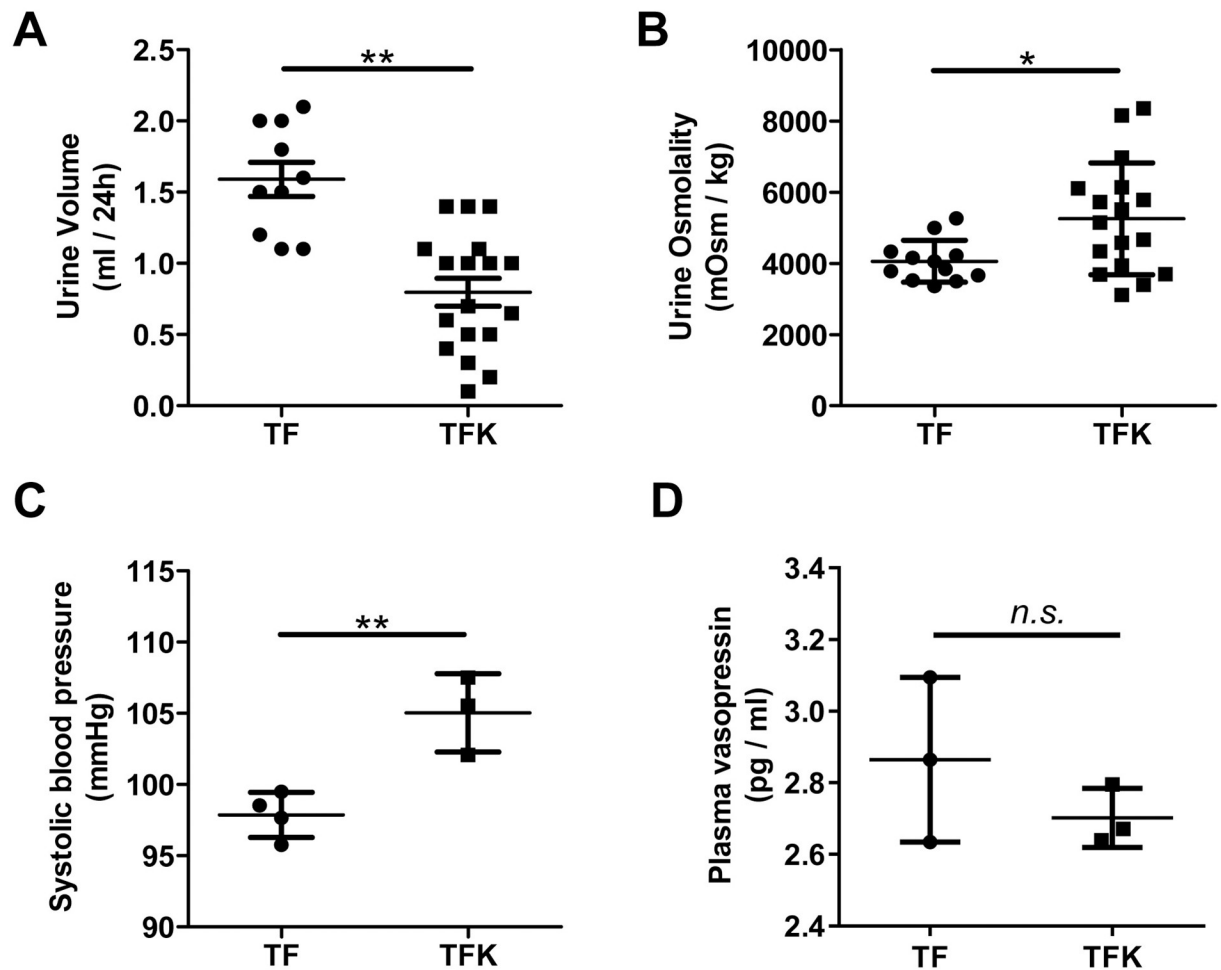 A
Urine Volume
(ml / 24h)
2.5
2.0
1.5
1.0
0.5
0.0
**
TF
TFK
B
Urine Osmolality
(mOsm / kg)
10000
8000
6000
4000
2000
0
*
TF
TFK
C
Systolic blood pressure
(mmHg)
115
110
105
100
95
90
**
TF
TFK
D
Plasma vasopressin
(pg / ml)
3.4
3.2
3.0
2.8
2.6
2.4
n.s.
TF
TFK